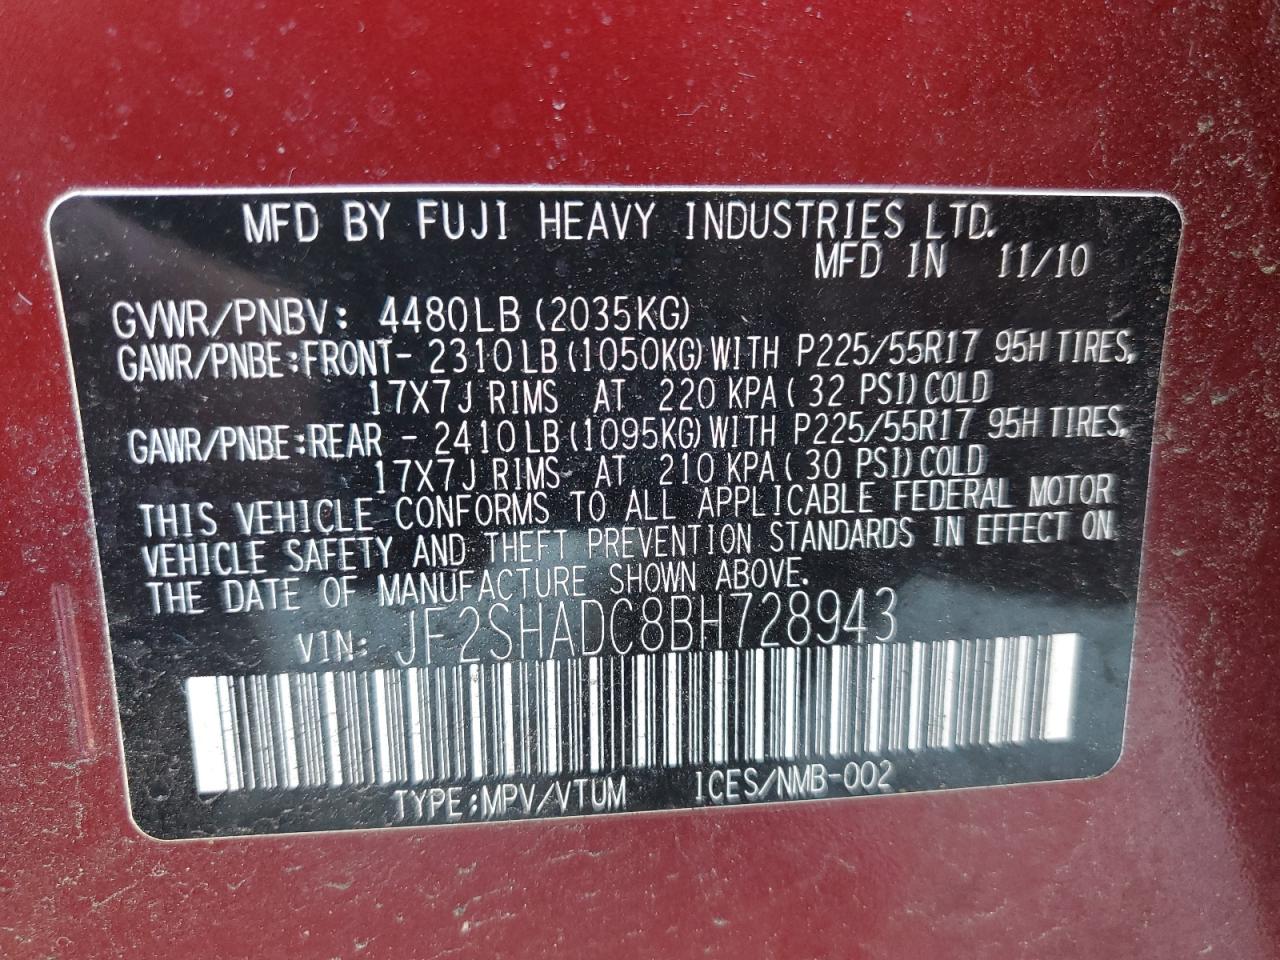 MFD BY FUJI HEAVY INDUSTRIES LTD.
MFD IN 11/10
GVWR/PNBV: 4480LB (2035KG)
GAWR/PNBE:FRONT- 2310LB(1050KG)WITH P225/55R17 95H TIRES,
17X7J RIMS AT 220 KPA( 32 PSI)COLD
GAWR/PNBE:REAR - 2410LB(1095KG)WITH P225/55R17 95H TIRES,
17X7J RIMS AT 210 KPA( 30 PSI)COLD
THIS VEHICLE CONFORMS TO ALL APPLICABLE FEDERAL MOTOR
VEHICLE SAFETY AND THEFT PREVENTION STANDARDS IN EFFECT ON
THE DATE OF MANUFACTURE SHOWN ABOVE.
VIN: JF2SHADC8BH728943
TYPE:MPV/VTUM ICES/NMB-002